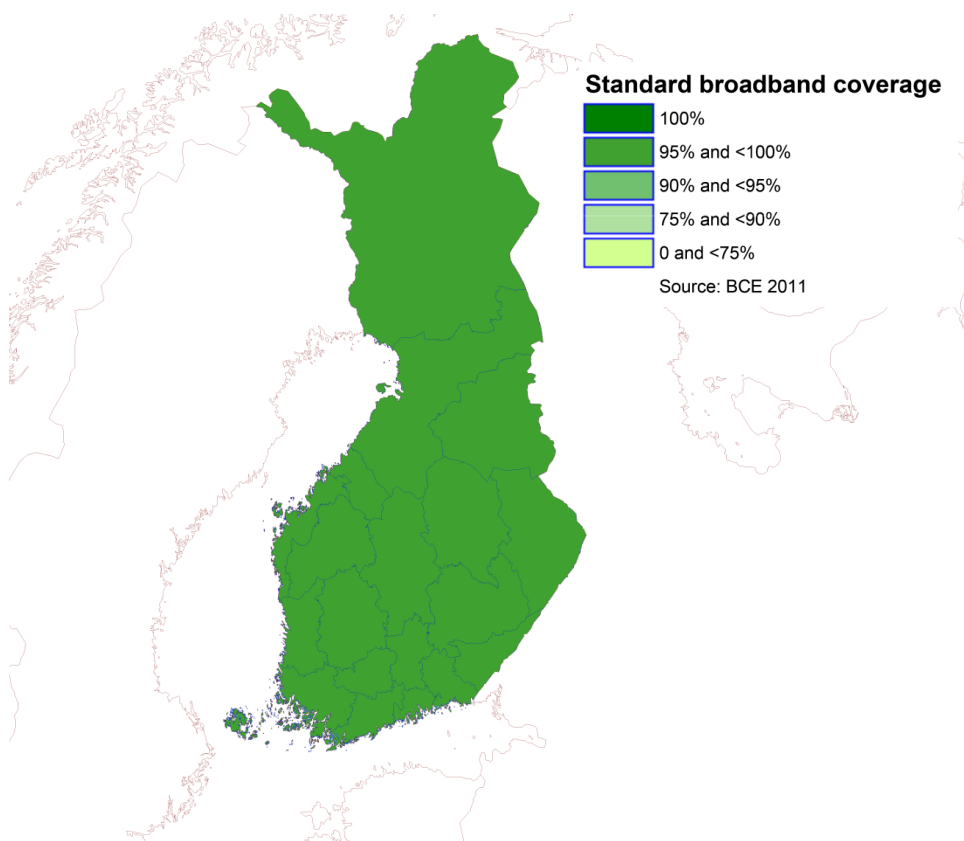 Standard broadband coverage
100%
95% and <100%
90% and <95%
75% and <90%
0 and <75%
Source: BCE 2011